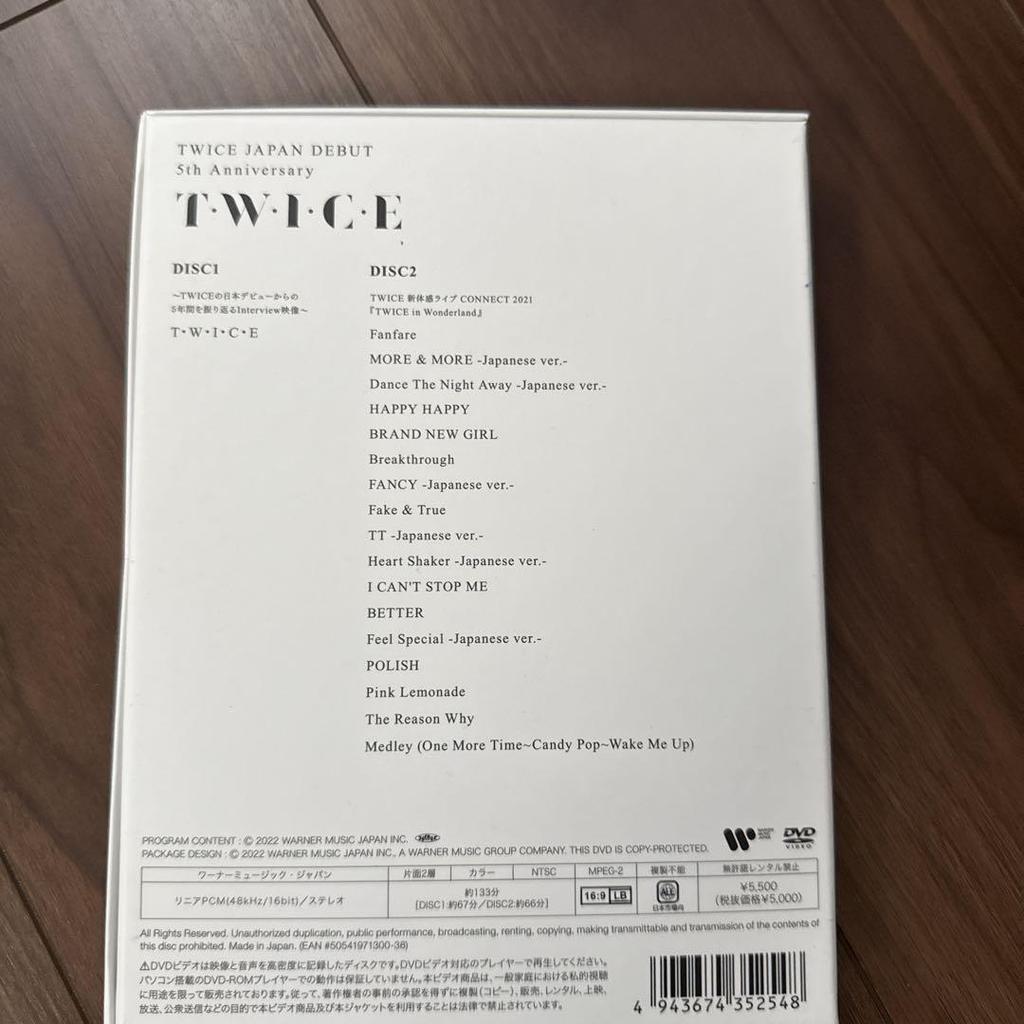 TWICE JAPAN DEBUT
5th Anniversary
T·W·I·C·E
DISC1
～TWICEの日本デビューからの
5年間を振り返るInterview映像～
T・W・I・C・E
DISC2
TWICE 新体感ライブ CONNECT 2021
『TWICE in Wonderland』
Fanfare
MORE & MORE -Japanese ver.-
Dance The Night Away -Japanese ver.-
HAPPY HAPPY
BRAND NEW GIRL
Breakthrough
FANCY -Japanese ver.-
Fake & True
TT -Japanese ver.-
Heart Shaker -Japanese ver.-
I CAN'T STOP ME
BETTER
Feel Special -Japanese ver.-
POLISH
Pink Lemonade
The Reason Why
Medley (One More Time~Candy Pop~Wake Me Up)
PROGRAM CONTENT : © 2022 WARNER MUSIC JAPAN INC.
PACKAGE DESIGN : © 2022 WARNER MUSIC JAPAN INC., A WARNER MUSIC GROUP COMPANY. THIS DVD IS COPY-PROTECTED.
DVD
VIDEO
ワーナーミュージック・ジャパン 片面2層 カラー NTSC MPEG-2 複製不能 無許諾レンタル禁止
リニアPCM(48kHz/16bit)/ステレオ
約133分
[DISC1:約67分/DISC2:約66分]
16:9 LB
ALL
日本市場向
¥5,500
(税抜価格¥5,000)
All Rights Reserved. Unauthorized duplication, public performance, broadcasting, renting, copying, making transmittable and transmission of the contents of
this disc prohibited. Made in Japan. (EAN #50541971300-36)
⚠DVDビデオは映像と音声を高密度に記録したディスクです。DVDビデオ対応のプレイヤーで再生してください。
パソコン搭載のDVD-ROMプレイヤーでの動作は保証していません。本ビデオ商品は、一般家庭における私的視聴
に用途を限って販売されております。従って、著作権者の事前の承認を得ずに複製(コピー)、販売、レンタル、上映、
放送、公衆送信などの目的で本ビデオ商品及び本ジャケットを利用することは法律で禁止されています。
4 943674 352548